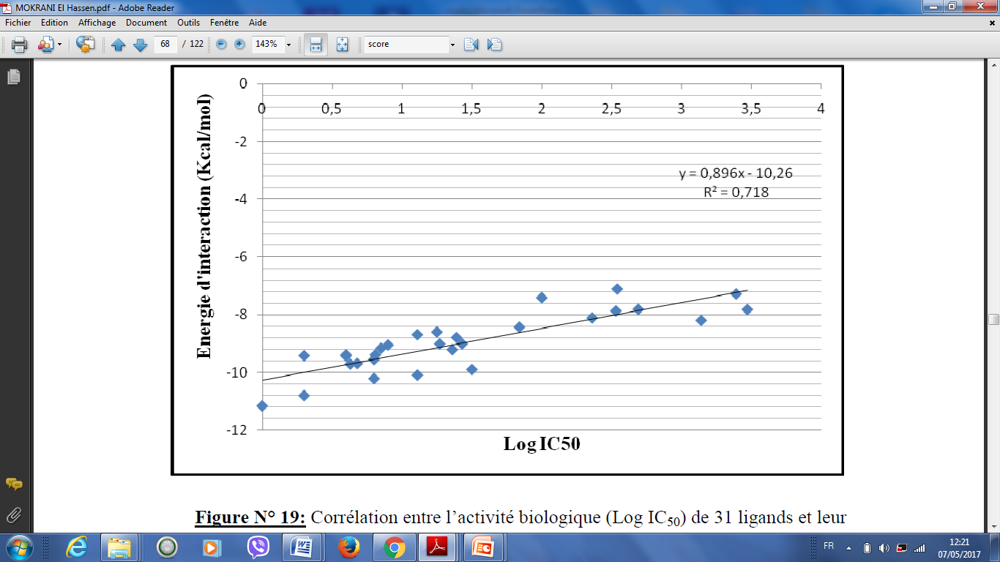 MOKRANI El Hassen.pdf - Adobe Reader
Fichier Edition Affichage Document Outils Fenêtre Aide
68 / 122 143% score
0
0 0,5 1 1,5 2 2,5 3 3,5 4
-2
y = 0,896x - 10,26
R² = 0,718
-4
-6
-8
-10
-12
Energie d'interaction (Kcal/mol)
Log IC50
Figure N° 19: Corrélation entre l’activité biologique (Log IC50) de 31 ligands et leur
FR
12:21
07/05/2017